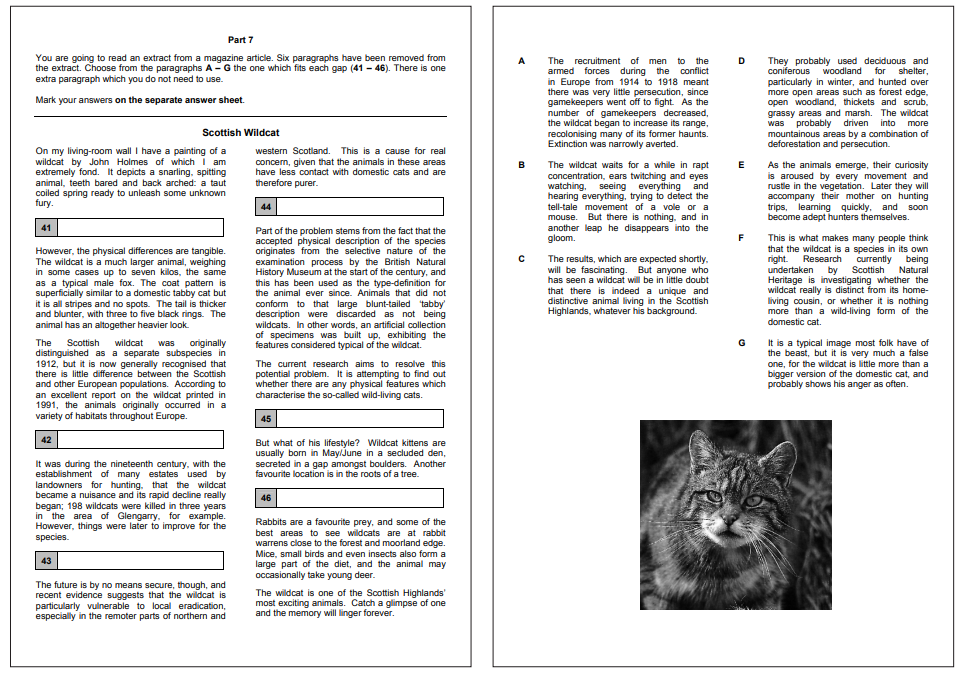 Part 7
You are going to read an extract from a magazine article. Six paragraphs have been removed from
the extract. Choose from the paragraphs A – G the one which fits each gap (41 – 46). There is one
extra paragraph which you do not need to use.
Mark your answers on the separate answer sheet.
Scottish Wildcat
On my living-room wall I have a painting of a
wildcat by John Holmes of which I am
extremely fond. It depicts a snarling, spitting
animal, teeth bared and back arched: a taut
coiled spring ready to unleash some unknown
fury.
41
However, the physical differences are tangible.
The wildcat is a much larger animal, weighing
in some cases up to seven kilos, the same
as a typical male fox. The coat pattern is
superficially similar to a domestic tabby cat but
it is all stripes and no spots. The tail is thicker
and blunter, with three to five black rings. The
animal has an altogether heavier look.
The Scottish wildcat was originally
distinguished as a separate subspecies in
1912, but it is now generally recognised that
there is little difference between the Scottish
and other European populations. According to
an excellent report on the wildcat printed in
1991, the animals originally occurred in a
variety of habitats throughout Europe.
42
It was during the nineteenth century, with the
establishment of many estates used by
landowners for hunting, that the wildcat
became a nuisance and its rapid decline really
began; 198 wildcats were killed in three years
in the area of Glengarry, for example.
However, things were later to improve for the
species.
43
The future is by no means secure, though, and
recent evidence suggests that the wildcat is
particularly vulnerable to local eradication,
especially in the remoter parts of northern and
western Scotland. This is a cause for real
concern, given that the animals in these areas
have less contact with domestic cats and are
therefore purer.
44
Part of the problem stems from the fact that the
accepted physical description of the species
originates from the selective nature of the
examination process by the British Natural
History Museum at the start of the century, and
this has been used as the type-definition for
the animal ever since. Animals that did not
conform to that large blunt-tailed 'tabby'
description were discarded as not being
wildcats. In other words, an artificial collection
of specimens was built up, exhibiting the
features considered typical of the wildcat.
The current research aims to resolve this
potential problem. It is attempting to find out
whether there are any physical features which
characterise the so-called wild-living cats.
45
But what of his lifestyle? Wildcat kittens are
usually born in May/June in a secluded den,
secreted in a gap amongst boulders. Another
favourite location is in the roots of a tree.
46
Rabbits are a favourite prey, and some of the
best areas to see wildcats are at rabbit
warrens close to the forest and moorland edge.
Mice, small birds and even insects also form a
large part of the diet, and the animal may
occasionally take young deer.
The wildcat is one of the Scottish Highlands'
most exciting animals. Catch a glimpse of one
and the memory will linger forever.
A The recruitment of men to the
armed forces during the conflict
in Europe from 1914 to 1918 meant
there was very little persecution, since
gamekeepers went off to fight. As the
number of gamekeepers decreased,
the wildcat began to increase its range,
recolonising many of its former haunts.
Extinction was narrowly averted.
B The wildcat waits for a while in rapt
concentration, ears twitching and eyes
watching, seeing everything and
hearing everything, trying to detect the
tell-tale movement of a vole or a
mouse. But there is nothing, and in
another leap he disappears into the
gloom.
C The results, which are expected shortly,
will be fascinating. But anyone who
has seen a wildcat will be in little doubt
that there is indeed a unique and
distinctive animal living in the Scottish
Highlands, whatever his background.
D They probably used deciduous and
coniferous woodland for shelter,
particularly in winter, and hunted over
more open areas such as forest edge,
open woodland, thickets and scrub,
grassy areas and marsh. The wildcat
was probably driven into more
mountainous areas by a combination of
deforestation and persecution.
E As the animals emerge, their curiosity
is aroused by every movement and
rustle in the vegetation. Later they will
accompany their mother on hunting
trips, learning quickly, and soon
become adept hunters themselves.
F This is what makes many people think
that the wildcat is a species in its own
right. Research currently being
undertaken by Scottish Natural
Heritage is investigating whether the
wildcat really is distinct from its home-
living cousin, or whether it is nothing
more than a wild-living form of the
domestic cat.
G It is a typical image most folk have of
the beast, but it is very much a false
one, for the wildcat is little more than a
bigger version of the domestic cat, and
probably shows his anger as often.